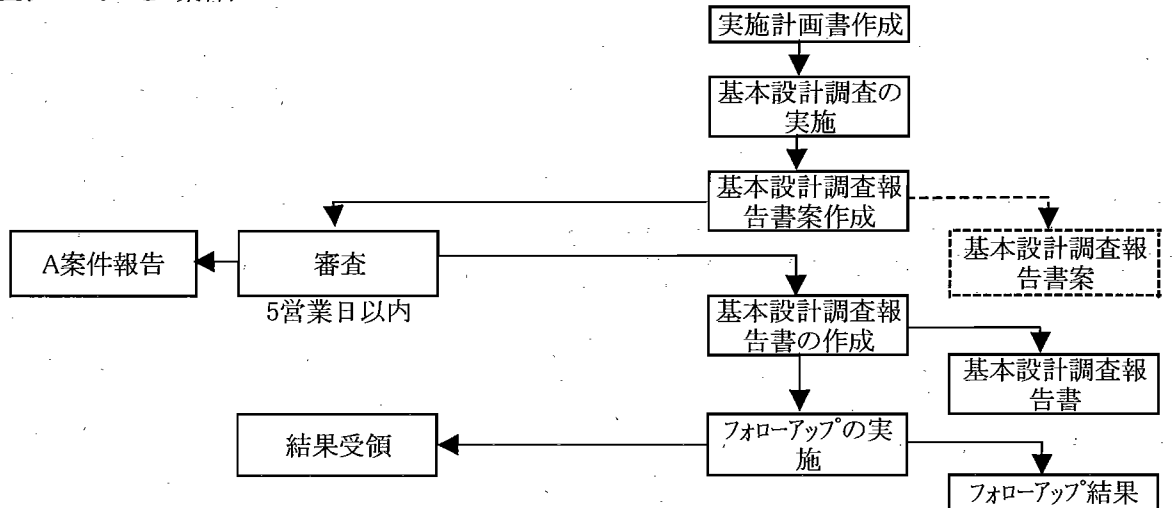 実施計画書作成
基本設計調査の
実施
基本設計調査報
告書案作成
A案件報告
審査
基本設計調査報
告書案
5営業日以内
基本設計調査報
告書の作成
基本設計調査報
告書
結果受領
フォローアップの実
施
フォローアップ結果